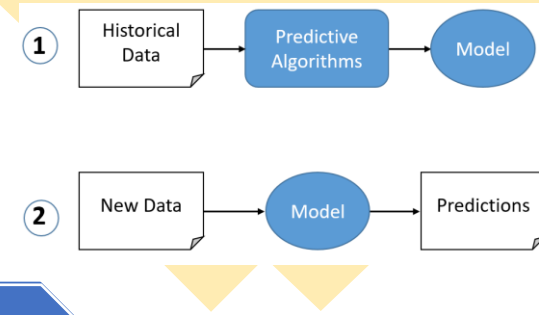 1
Historical
Data
Predictive
Algorithms
Model
2
New Data
Model
Predictions